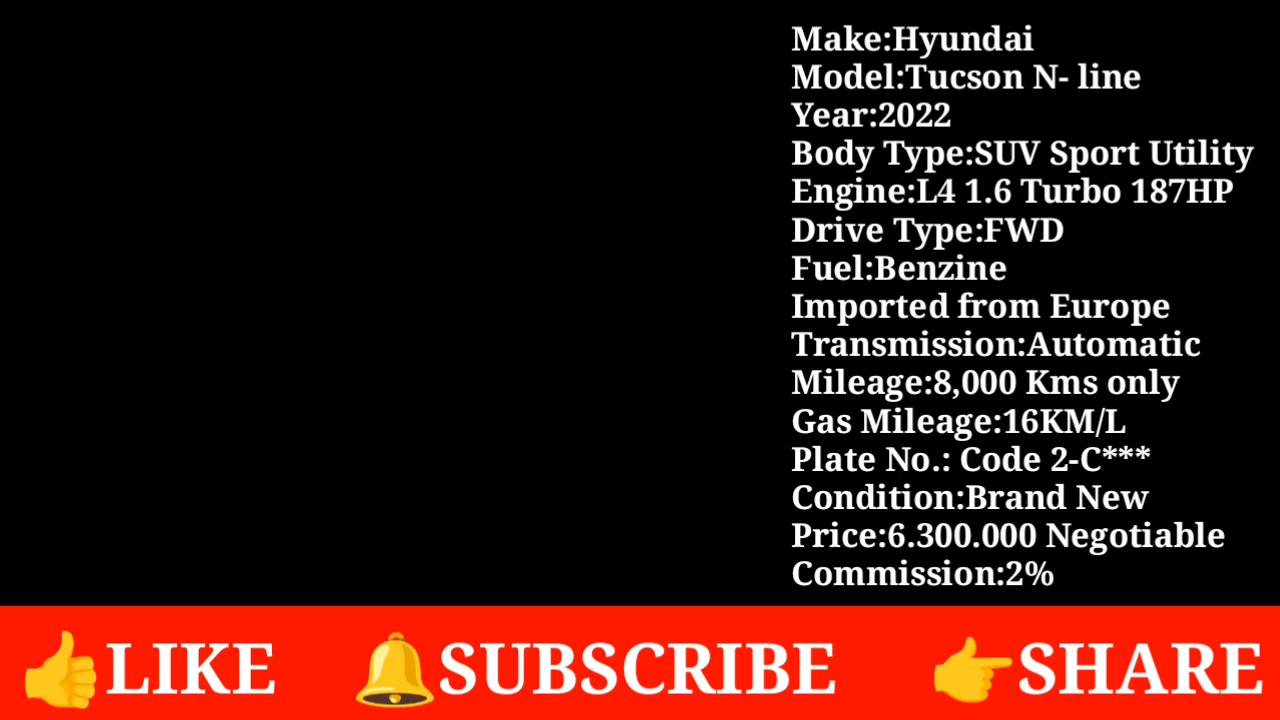 Make:Hyundai
Model:Tucson N- line
Year:2022
Body Type:SUV Sport Utility
Engine:L4 1.6 Turbo 187HP
Drive Type:FWD
Fuel:Benzine
Imported from Europe
Transmission:Automatic
Mileage:8,000 Kms only
Gas Mileage:16KM/L
Plate No.: Code 2-C***
Condition:Brand New
Price:6.300.000 Negotiable
Commission:2%
👍LIKE 🔔SUBSCRIBE 👉SHARE